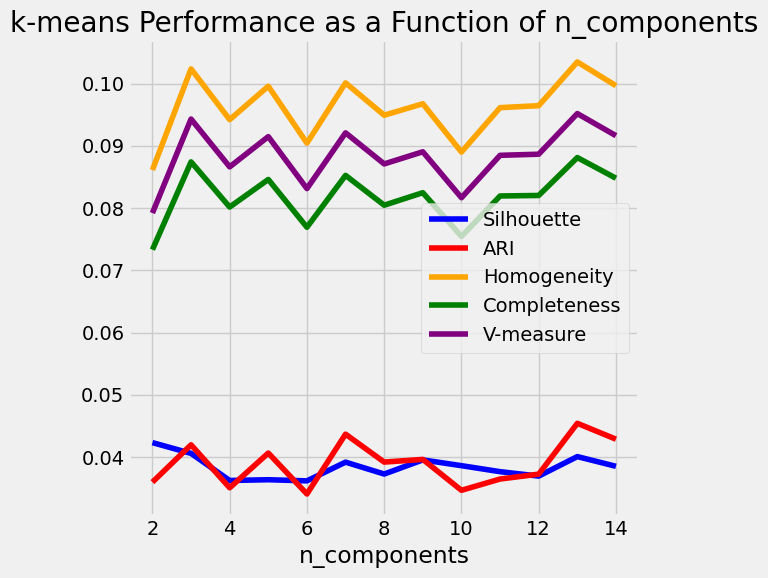 k-means Performance as a Function of n_components
0.10
0.09
0.08
0.07
0.06
0.05
0.04
Silhouette
ARI
Homogeneity
Completeness
V-measure
2 4 6 8 10 12 14
n_components